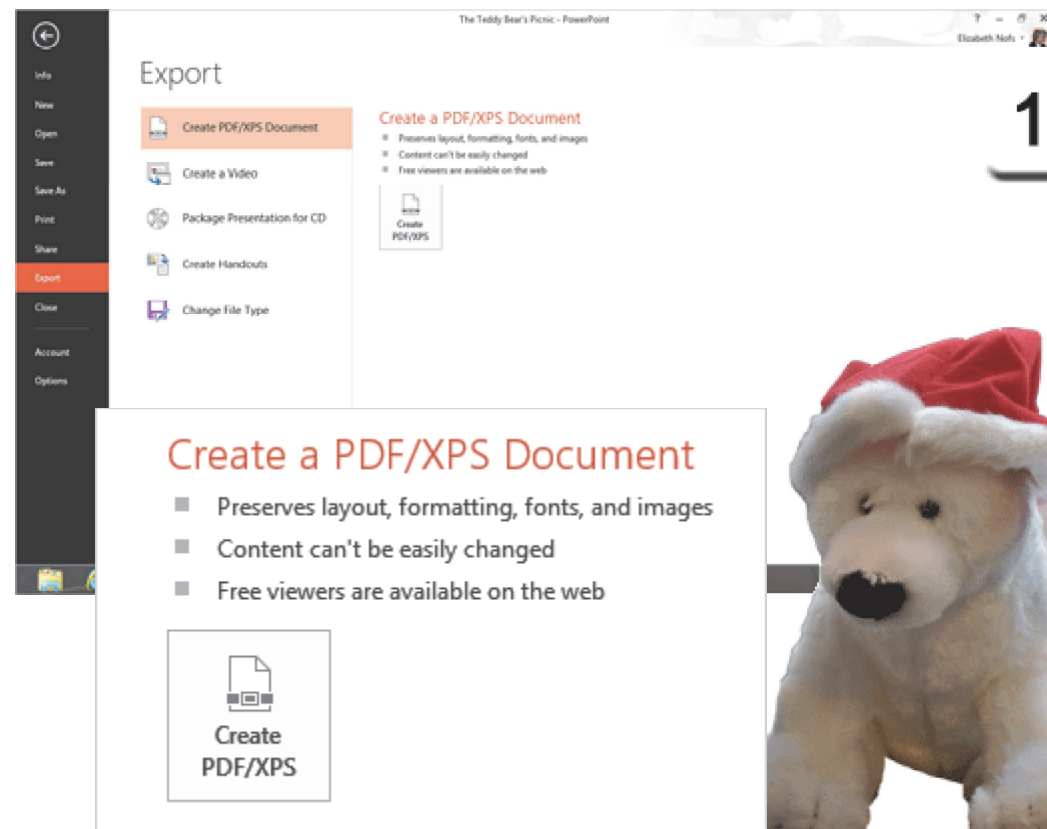 The Teddy Bear's Picnic - PowerPoint
?
Elizabeth Nofs
Info
New
Open
Save
Save As
Print
Share
Export
Close
Account
Options
Export
Create PDF/XPS Document
Create a Video
Package Presentation for CD
Create Handouts
Change File Type
Create a PDF/XPS Document
Preserves layout, formatting, fonts, and images
Content can't be easily changed
Free viewers are available on the web
Create
PDF/XPS
1
Create a PDF/XPS Document
Preserves layout, formatting, fonts, and images
Content can't be easily changed
Free viewers are available on the web
Create
PDF/XPS